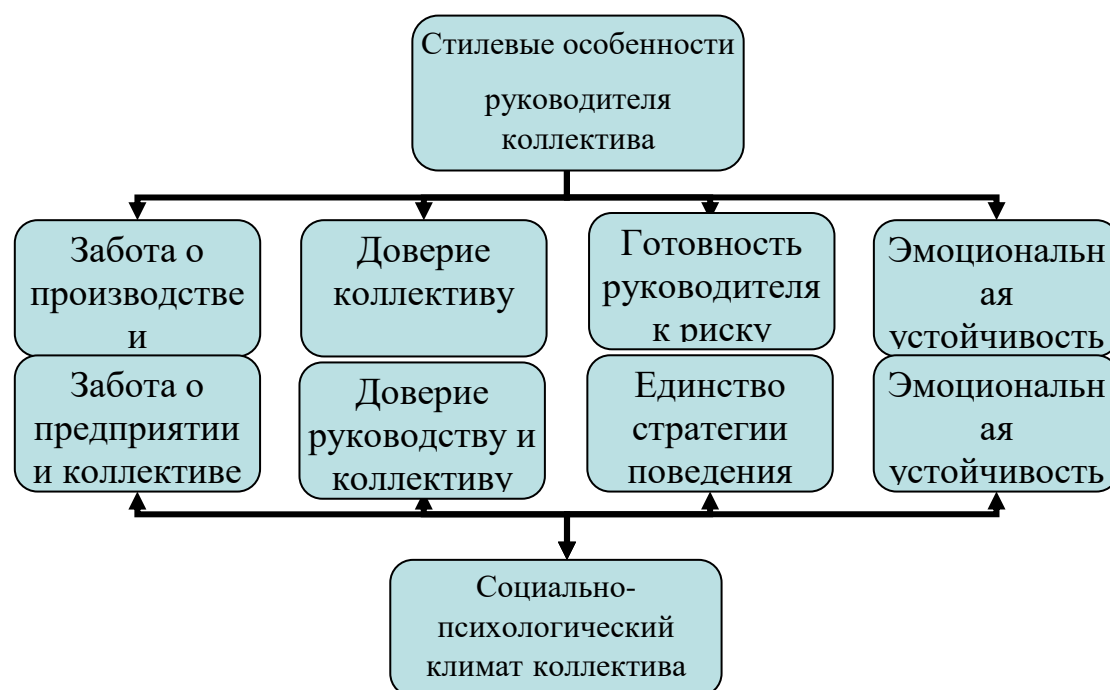 Стилевые особенности
руководителя
коллектива
Забота о
производстве
и
Доверие
коллективу
Готовность
руководителя
к риску
Эмоциональн
ая
устойчивость
Забота о
предприятии
и коллективе
Доверие
руководству и
коллективу
Единство
стратегии
поведения
Эмоциональн
ая
устойчивость
Социально-
психологический
климат коллектива